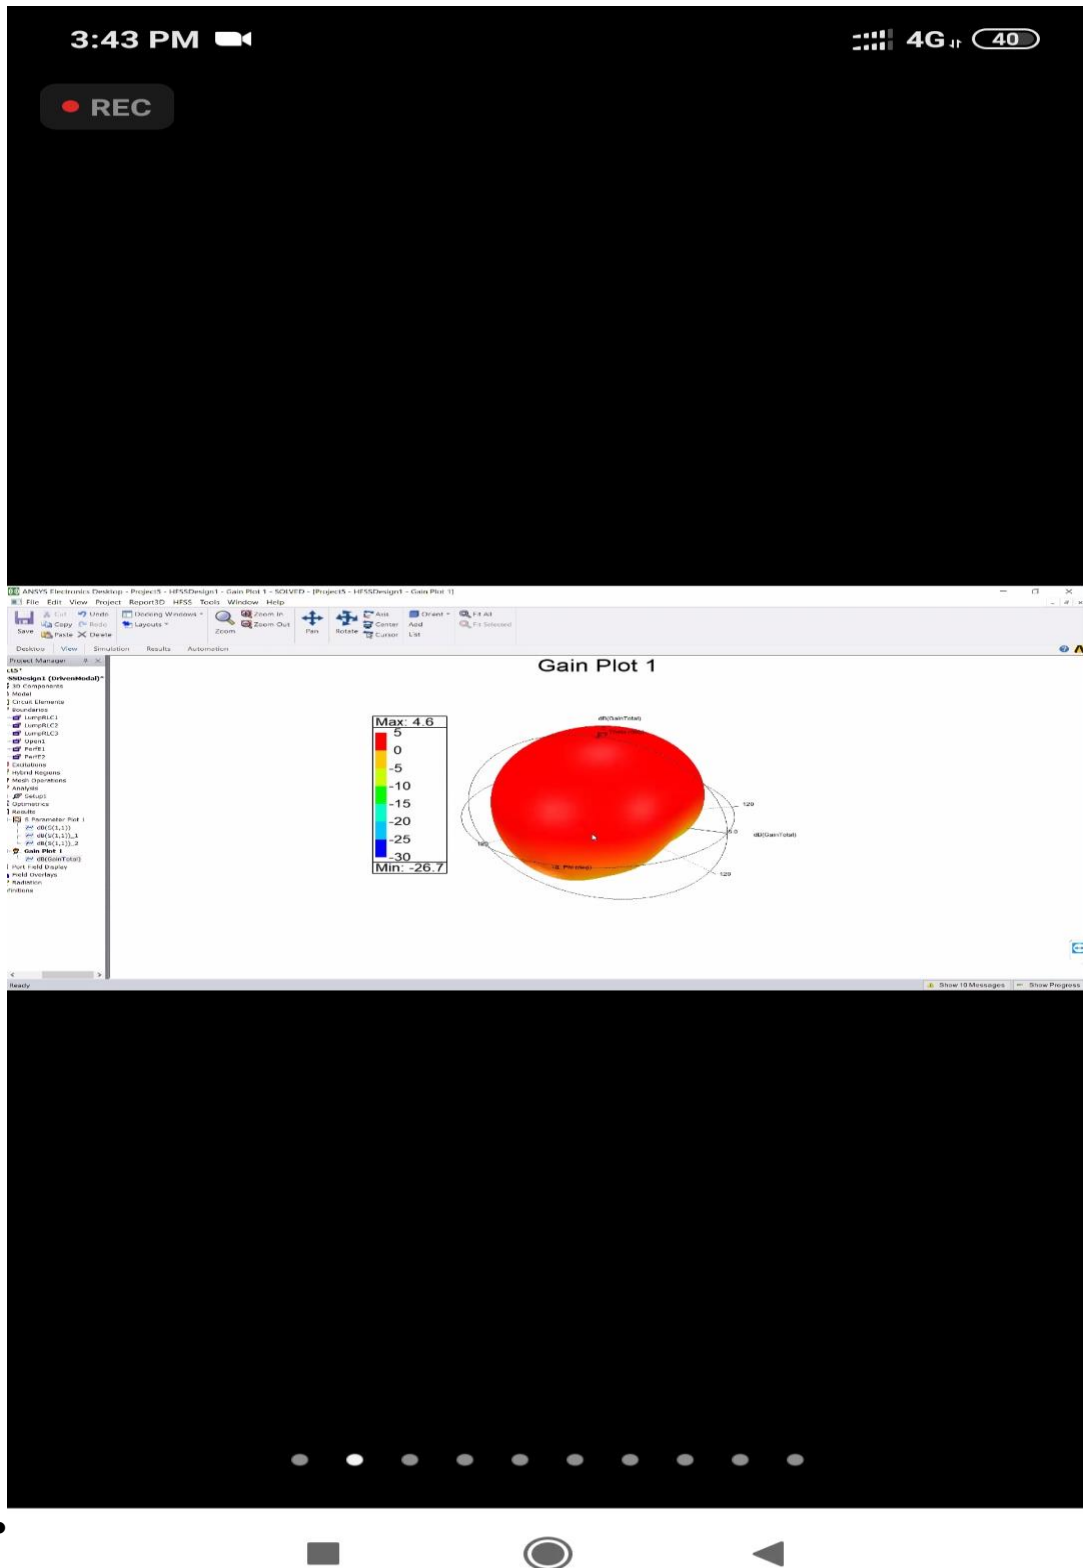 3:43 PM 4G 40
REC
ANSYS Electronics Desktop - Project5 - HFSSDesign1 - Gain Plot 1 - SOLVED - [Project5 - HFSSDesign1 - Gain Plot 1]
File Edit View Project Report3D HFSS Tools Window Help
Cut Undo Docking Windows Zoom In Axis Orient Fit All
Copy Redo Layouts Zoom Out Center Add Fit Selected
Save Paste Delete Zoom Pan Rotate Cursor List
Desktop View Simulation Results Automation
Project Manager
Gain Plot 1
SSDesign1 (DrivenModal)*
3D Components
Model
Circuit Elements
Boundaries
LumpRLC1
LumpRLC2
LumpRLC3
Open1
PerfE1
PerfE2
Excitations
Hybrid Regions
Mesh Operations
Analysis
Setup1
Optimetrics
Results
S Parameter Plot 1
dB(S(1,1))
dB(S(1,1))_1
dB(S(1,1))_2
Gain Plot 1
dB(GainTotal)
Port Field Display
Field Overlays
Radiation
Max: 4.6
5
0
-5
-10
-15
-20
-25
-30
Min: -26.7
dB(GainTotal)
120
5.0
dB(GainTotal)
120
Ready Show 10 Messages Show Progress